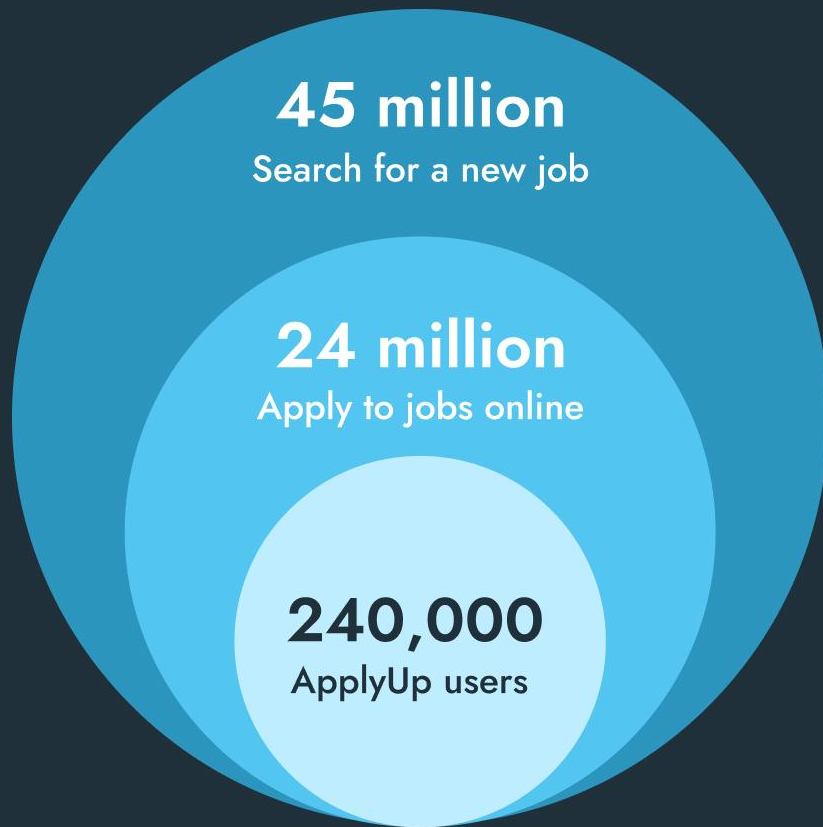 45 million
Search for a new job
24 million
Apply to jobs online
240,000
ApplyUp users